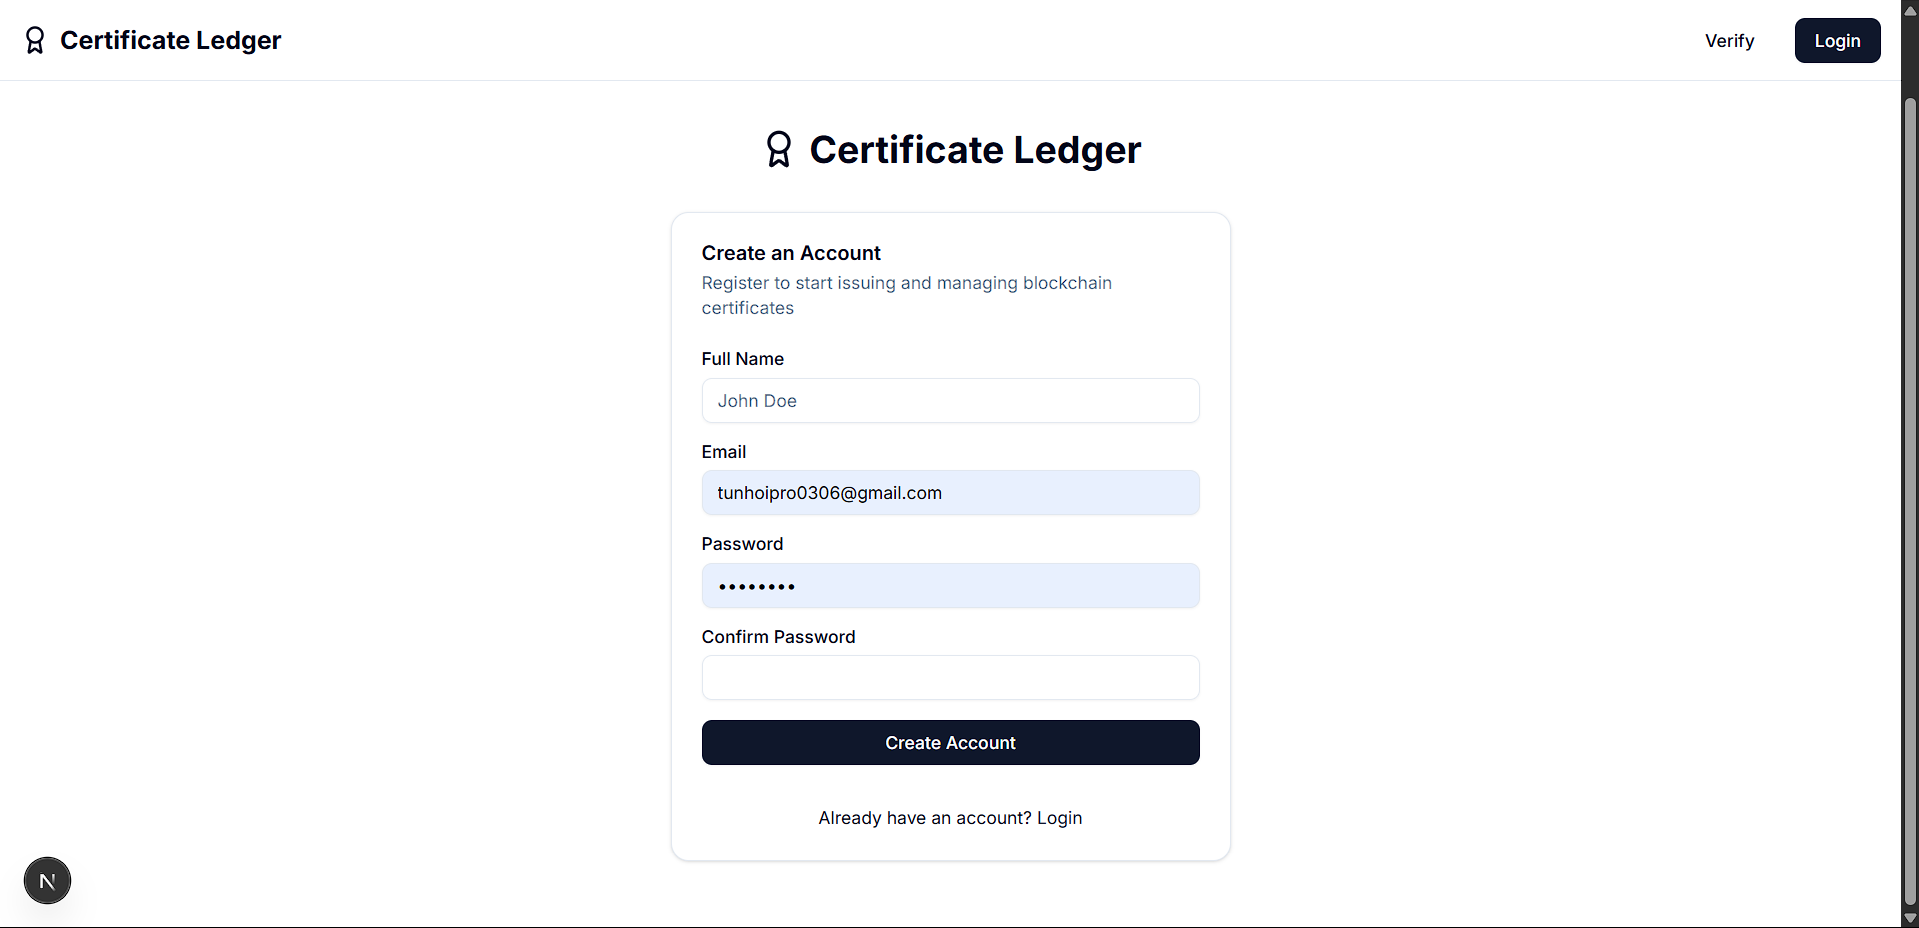 Certificate Ledger
Verify
Login
Certificate Ledger
Create an Account
Register to start issuing and managing blockchain
certificates
Full Name
John Doe
Email
tunhoipro0306@gmail.com
Password
••••••••
Confirm Password
Create Account
Already have an account? Login
N